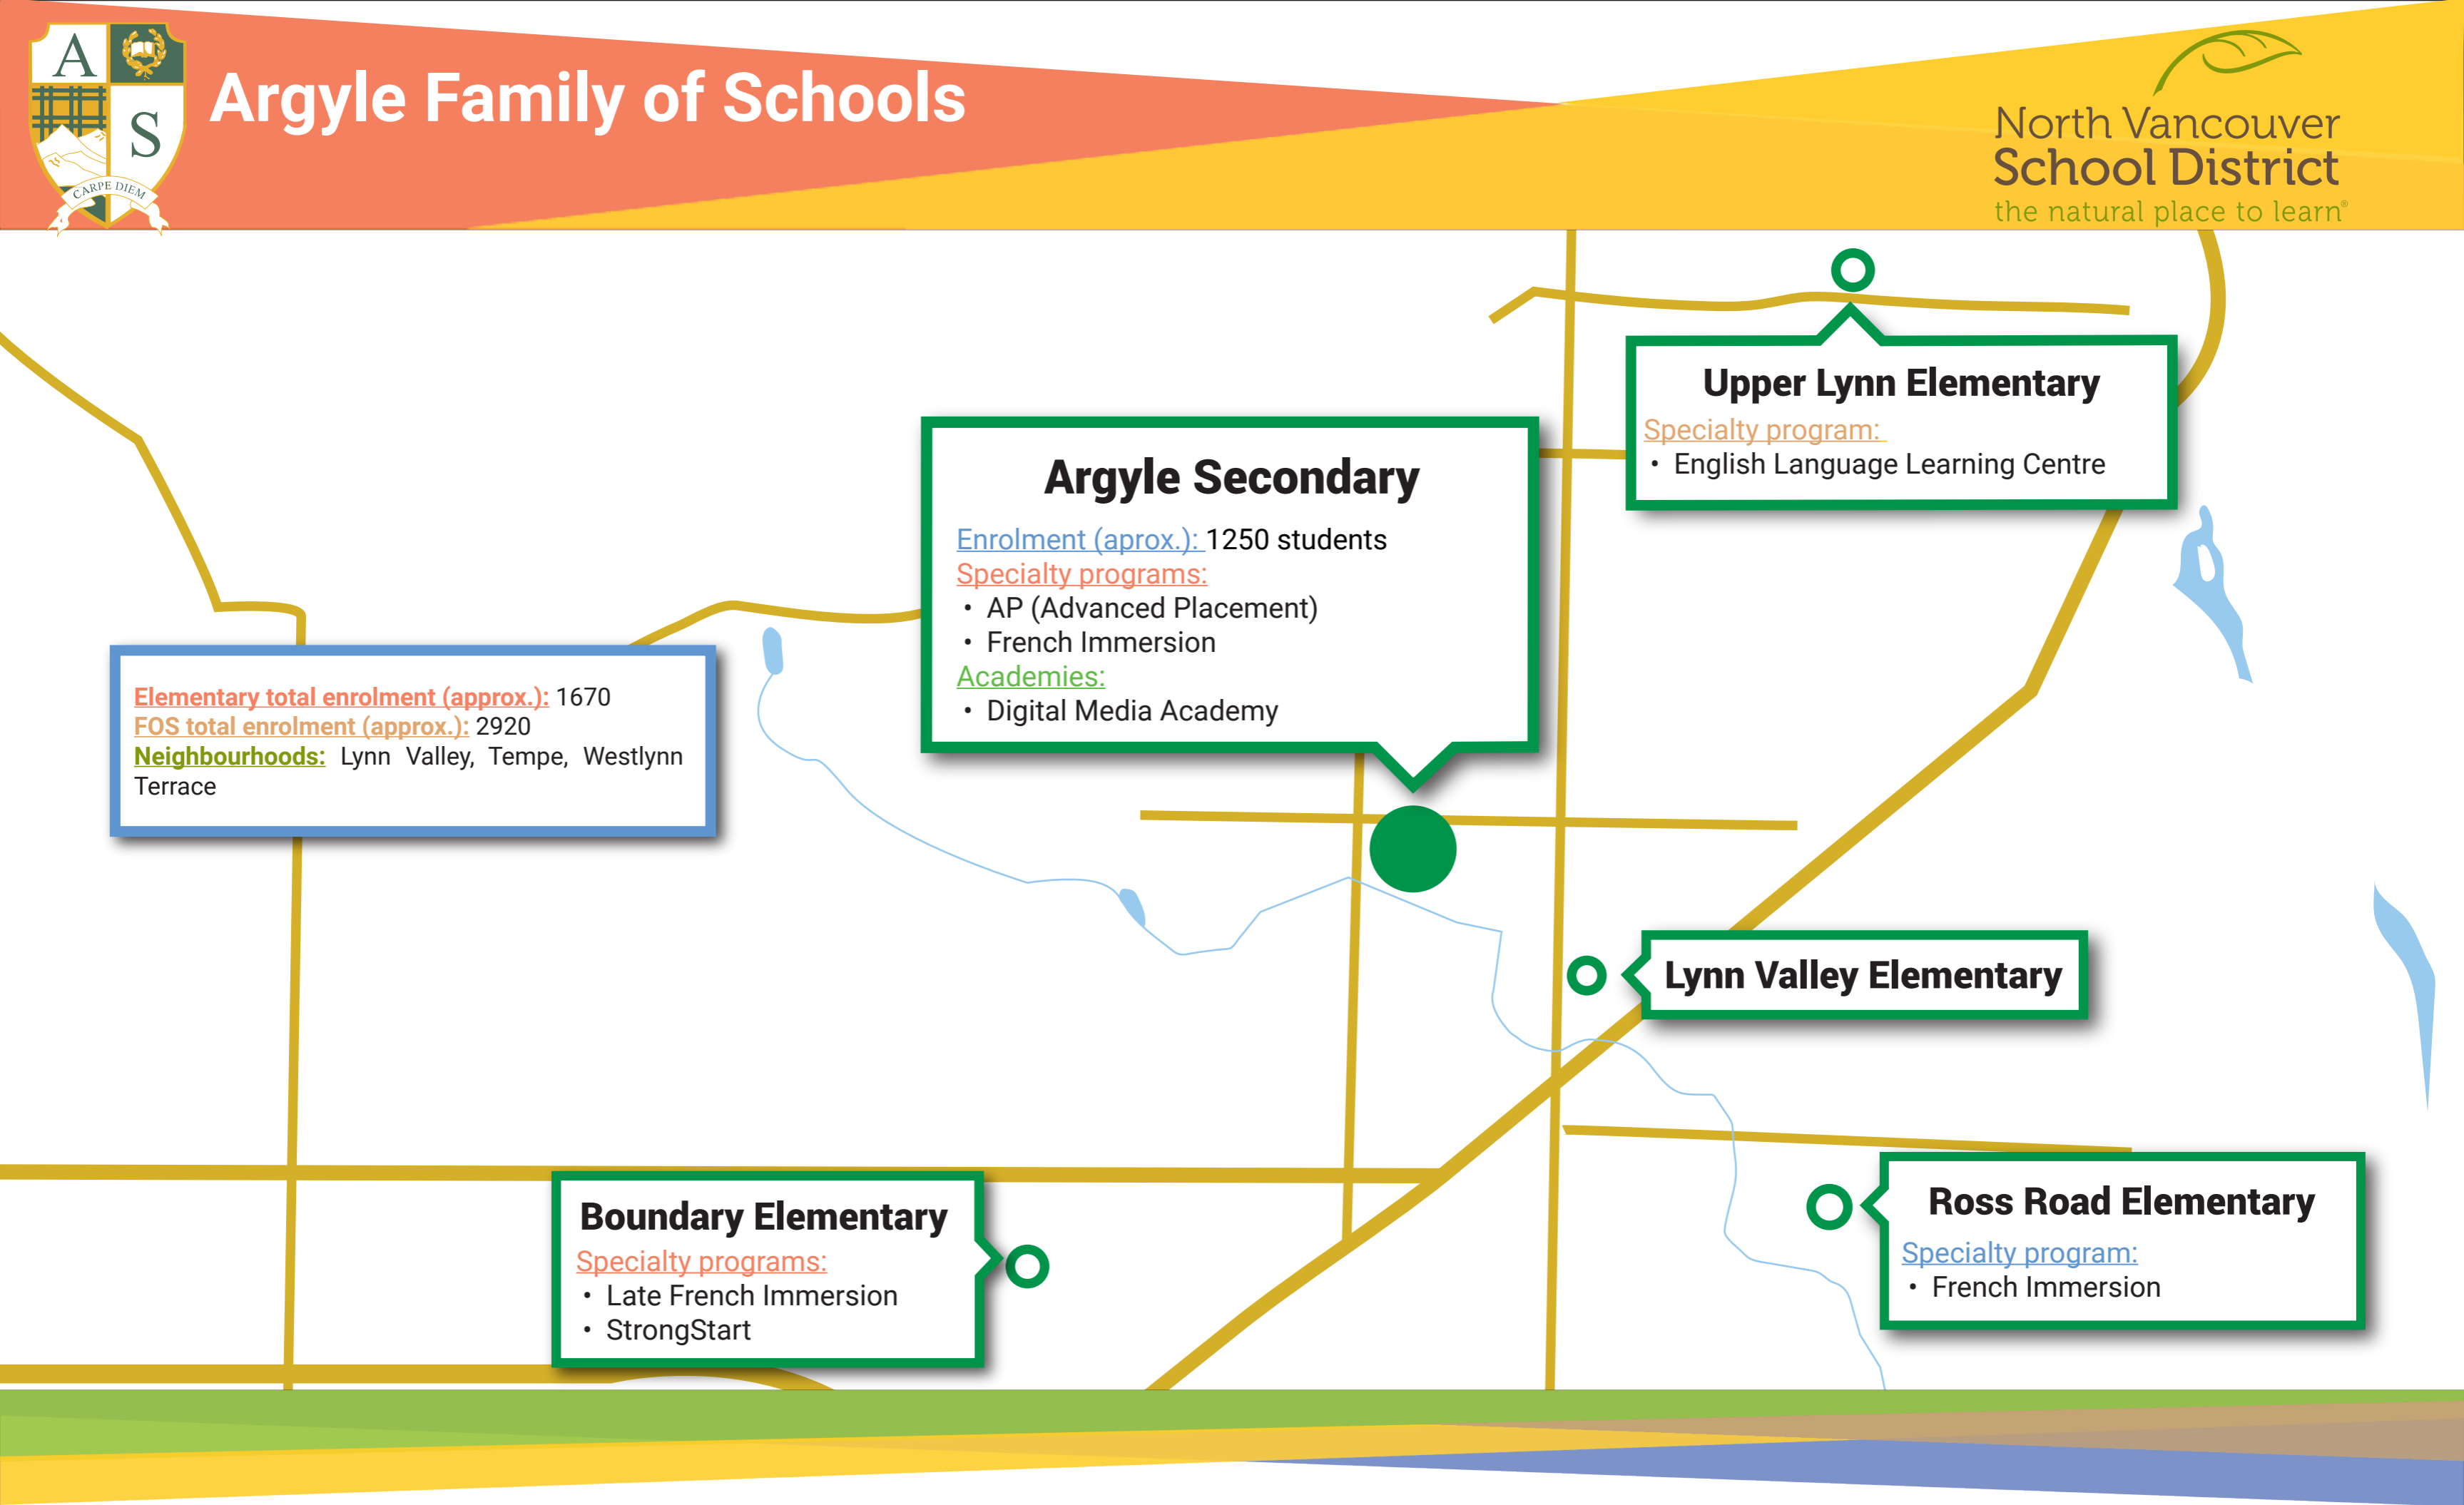 A
S
CARPE DIEM
Argyle Family of Schools
North Vancouver
School District
the natural place to learn®
Upper Lynn Elementary
Specialty program:
• English Language Learning Centre
Argyle Secondary
Enrolment (aprox.): 1250 students
Specialty programs:
• AP (Advanced Placement)
• French Immersion
Academies:
• Digital Media Academy
Elementary total enrolment (approx.): 1670
FOS total enrolment (approx.): 2920
Neighbourhoods: Lynn Valley, Tempe, Westlynn
Terrace
Lynn Valley Elementary
Boundary Elementary
Specialty programs:
• Late French Immersion
• StrongStart
Ross Road Elementary
Specialty program:
• French Immersion